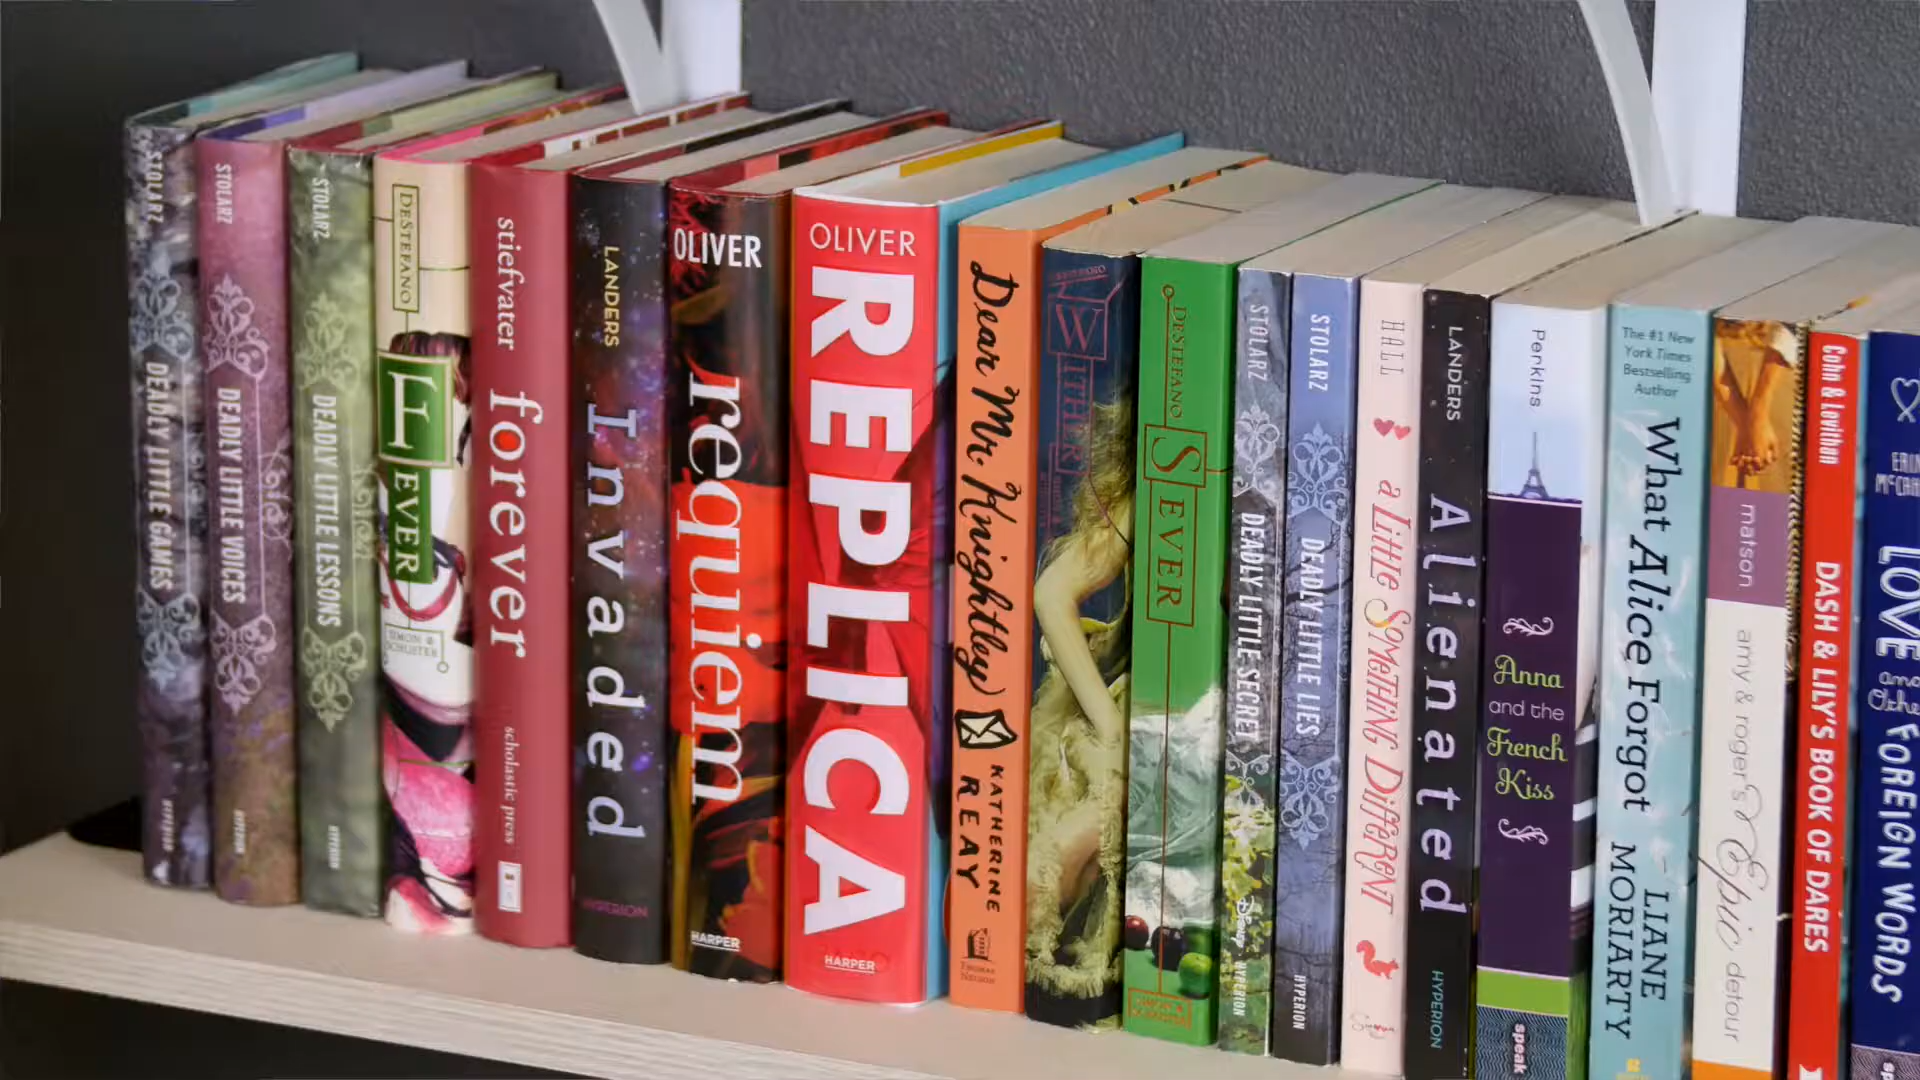 STOLARZ
DEADLY LITTLE GAMES
HYPERION
STOLARZ
DEADLY LITTLE VOICES
HYPERION
STOLARZ
DEADLY LITTLE LESSONS
HYPERION
DESTEFANO
FEVER
SIMON &
SCHUSTER
stiefvater
forever
scholastic press
LANDERS
Invaded
HYPERION
OLIVER
requiem
HARPER
OLIVER
REPLICA
HARPER
Dear Mr. Knightley
KATHERINE
REAY
THOMAS
NELSON
WITHER
DESTEFANO
SEVER
STOLARZ
DEADLY LITTLE SECRET
Disney · HYPERION
STOLARZ
DEADLY LITTLE LIES
HYPERION
HALL
a Little Something Different
LANDERS
Alienated
HYPERION
Perkins
Anna
and the
French
Kiss
speak
The #1 New
York Times
Bestselling
Author
What Alice Forgot
LIANE
MORIARTY
matson
amy & roger's Epic detour
Cohn & Levithan
DASH & LILY'S BOOK OF DARES
LOVE
and
FOREIGN WORDS